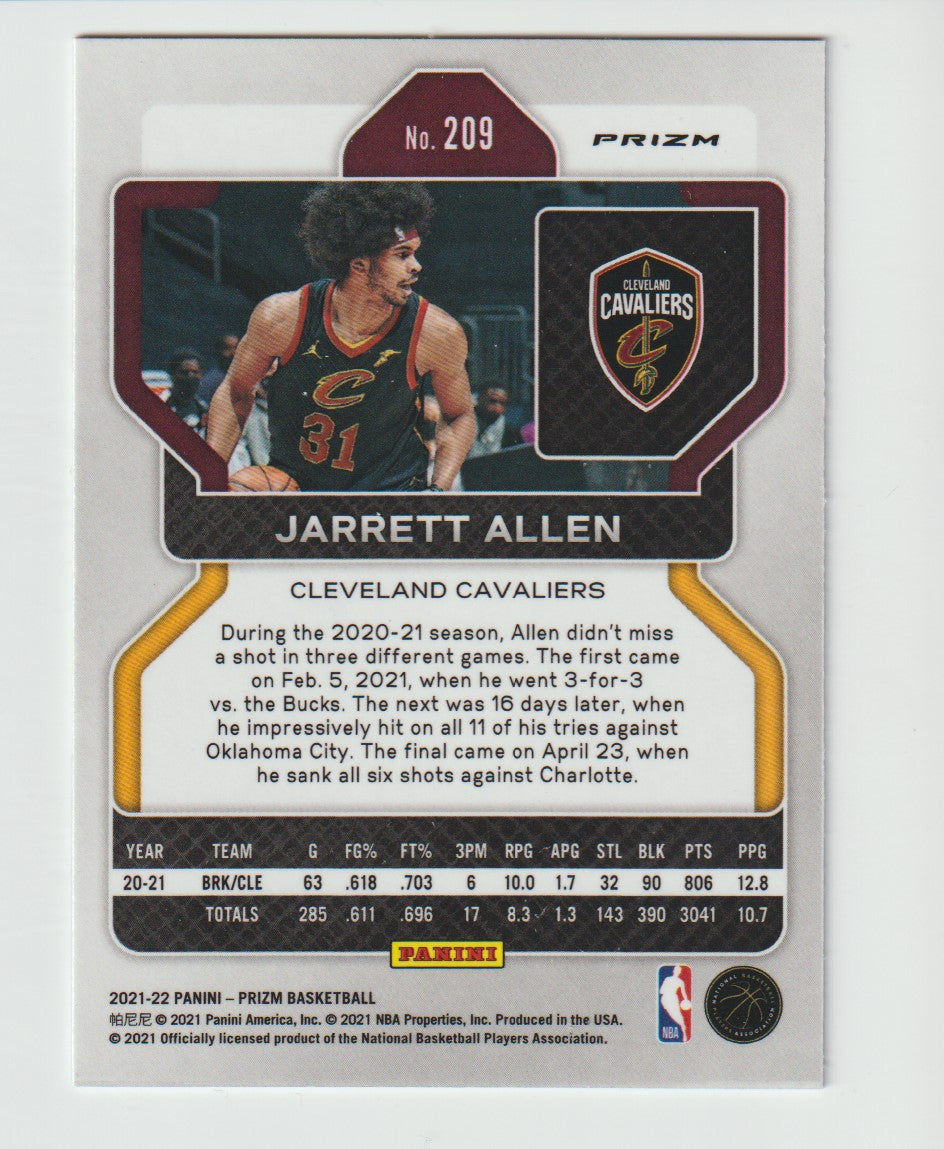 No. 209
PRIZM
CLEVELAND
CAVALIERS
C
C
31
JARRETT ALLEN
CLEVELAND CAVALIERS
During the 2020-21 season, Allen didn't miss
a shot in three different games. The first came
on Feb. 5, 2021, when he went 3-for-3
vs. the Bucks. The next was 16 days later, when
he impressively hit on all 11 of his tries against
Oklahoma City. The final came on April 23, when
he sank all six shots against Charlotte.
YEAR TEAM G FG% FT% 3PM RPG APG STL BLK PTS PPG
20-21 BRK/CLE 63 .618 .703 6 10.0 1.7 32 90 806 12.8
TOTALS 285 .611 .696 17 8.3 1.3 143 390 3041 10.7
PANINI
2021-22 PANINI – PRIZM BASKETBALL
帕尼尼 © 2021 Panini America, Inc. © 2021 NBA Properties, Inc. Produced in the USA.
© 2021 Officially licensed product of the National Basketball Players Association.
NBA
NATIONAL BASKETBALL
PLAYERS ASSOCIATION